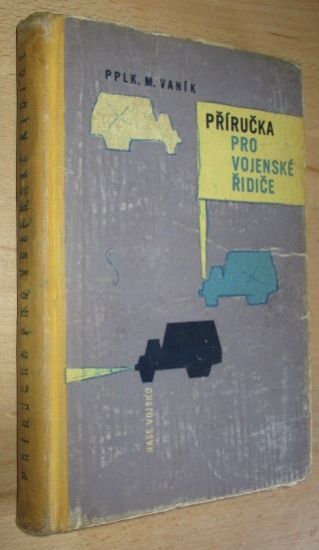 PPLK. M. VANÍK
PŘÍRUČKA
PRO
VOJENSKÉ
ŘIDIČE
NAŠE VOJSKO
PŘÍRUČKA PRO VOJENSKÉ ŘIDIČE